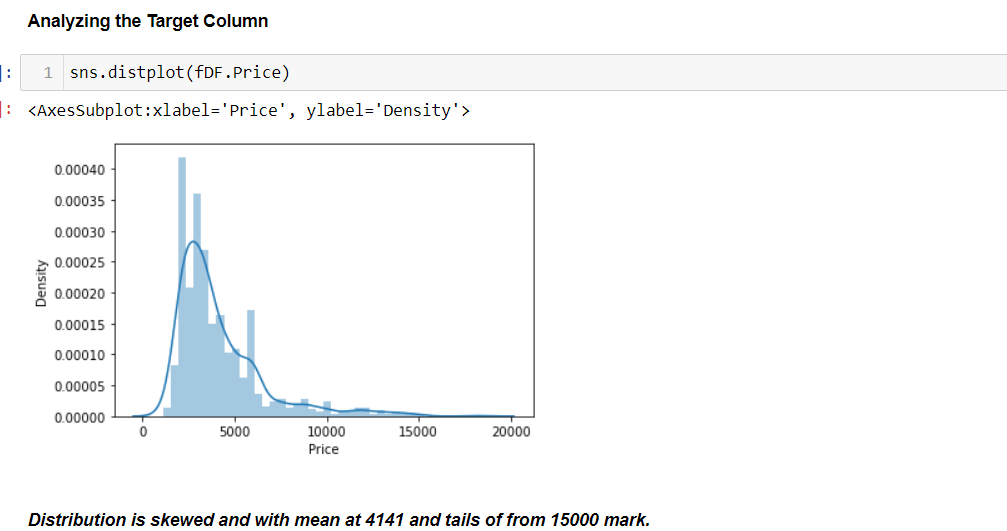 Analyzing the Target Column
]: 1 sns.distplot(fDF.Price)
]: <AxesSubplot:xlabel='Price', ylabel='Density'>
0.00040
0.00035
0.00030
0.00025
0.00020
0.00015
0.00010
0.00005
0.00000
Density
0 5000 10000 15000 20000
Price
Distribution is skewed and with mean at 4141 and tails of from 15000 mark.